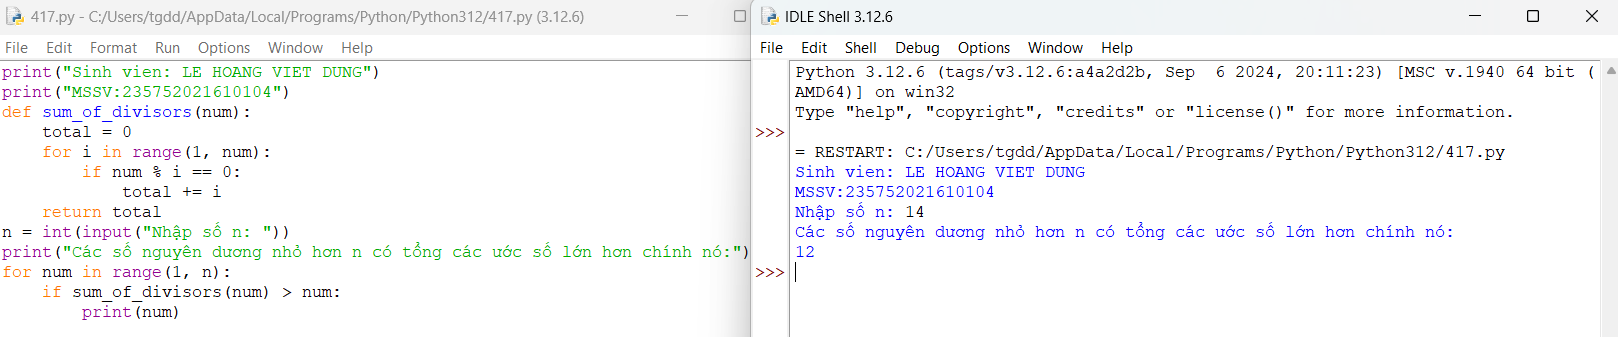 417.py - C:/Users/tgdd/AppData/Local/Programs/Python/Python312/417.py (3.12.6)
File Edit Format Run Options Window Help
print("Sinh vien: LE HOANG VIET DUNG")
print("MSSV:235752021610104")
def sum_of_divisors(num):
    total = 0
    for i in range(1, num):
        if num % i == 0:
            total += i
    return total
n = int(input("Nhập số n: "))
print("Các số nguyên dương nhỏ hơn n có tổng các ước số lớn hơn chính nó:")
for num in range(1, n):
    if sum_of_divisors(num) > num:
        print(num)
IDLE Shell 3.12.6
File Edit Shell Debug Options Window Help
Python 3.12.6 (tags/v3.12.6:a4a2d2b, Sep  6 2024, 20:11:23) [MSC v.1940 64 bit (
AMD64)] on win32
Type "help", "copyright", "credits" or "license()" for more information.
>>>
= RESTART: C:/Users/tgdd/AppData/Local/Programs/Python/Python312/417.py
Sinh vien: LE HOANG VIET DUNG
MSSV:235752021610104
Nhập số n: 14
Các số nguyên dương nhỏ hơn n có tổng các ước số lớn hơn chính nó:
12
>>>